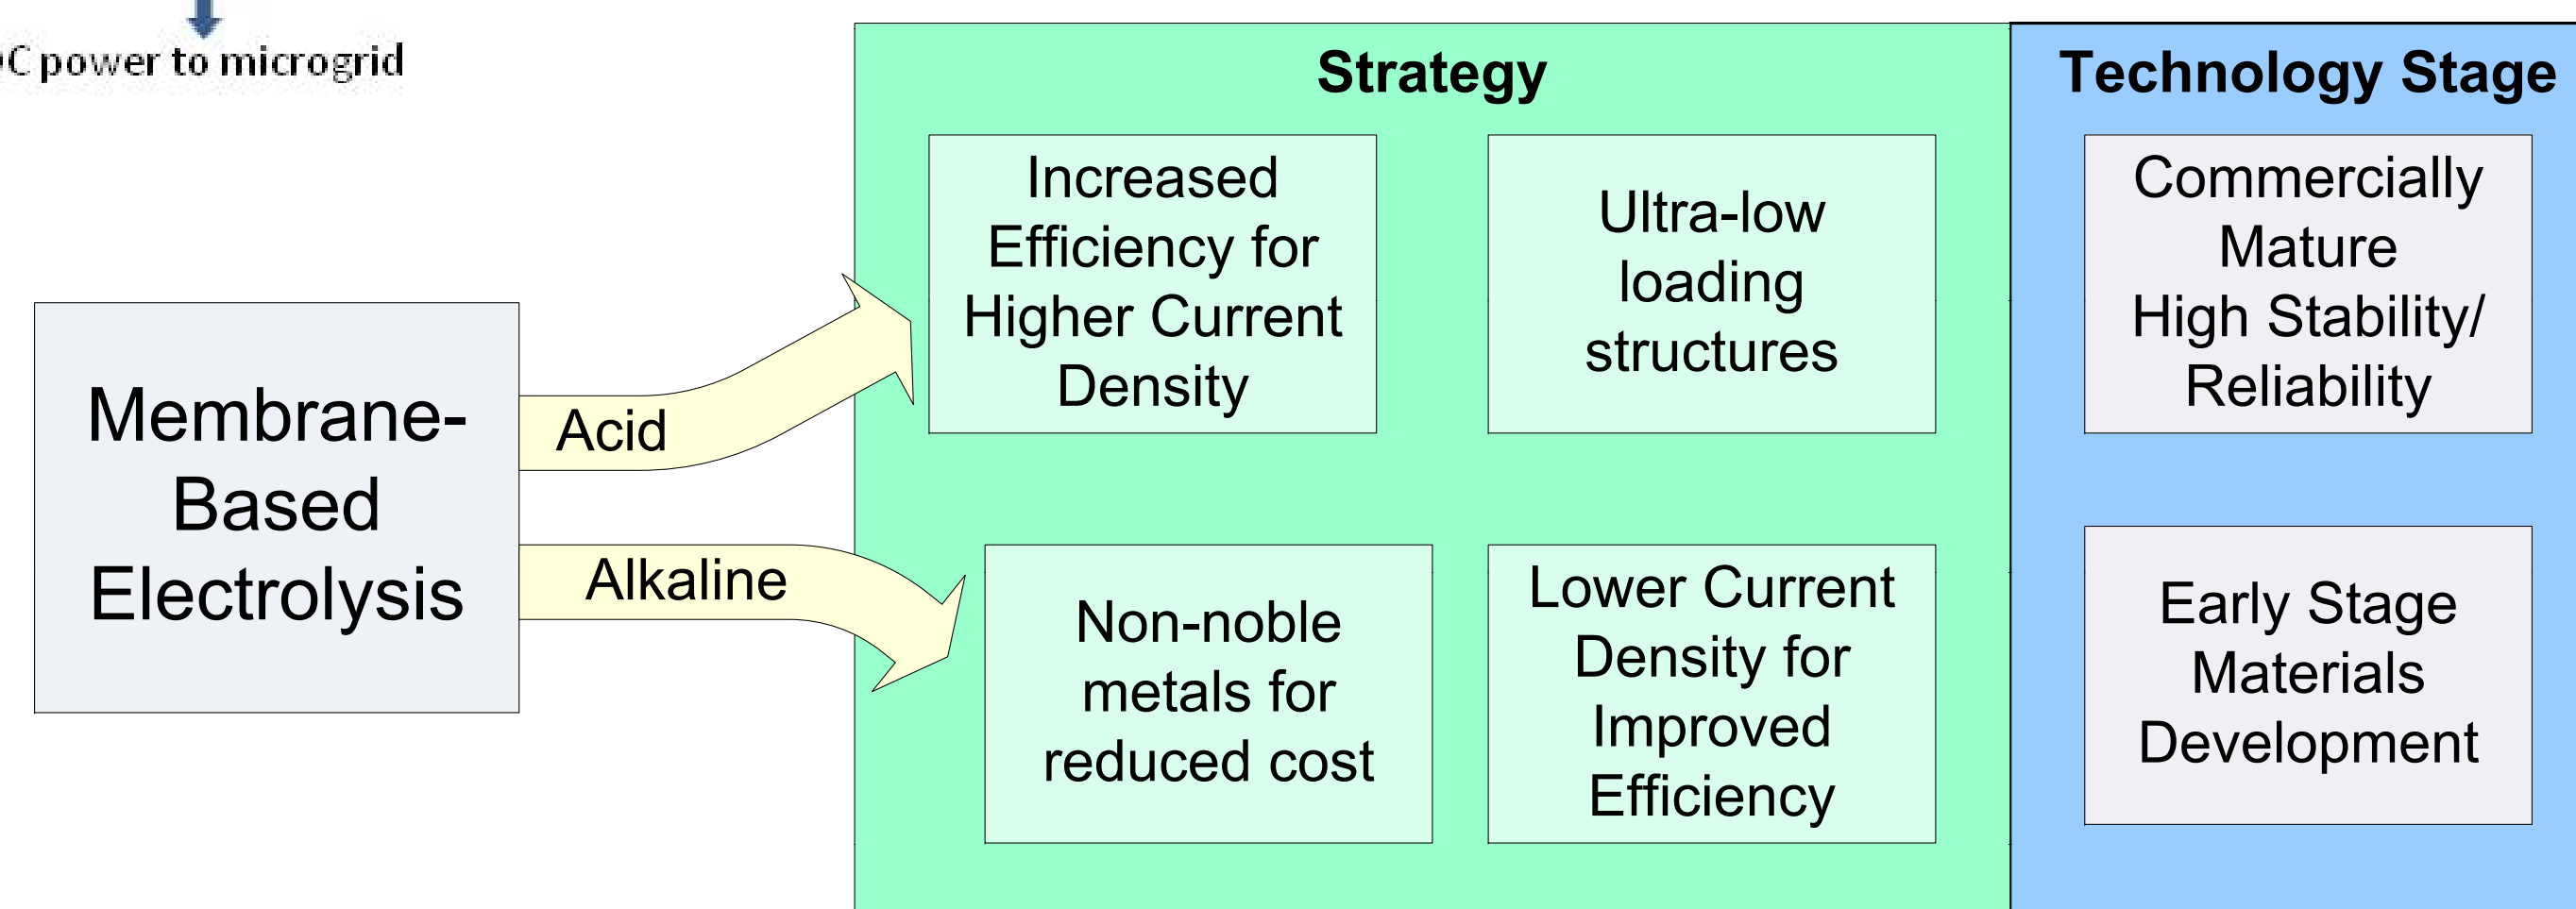 C power to microgrid
Strategy
Technology Stage
Increased
Efficiency for
Higher Current
Density
Ultra-low
loading
structures
Commercially
Mature
High Stability/
Reliability
Membrane-
Based
Electrolysis
Acid
Alkaline
Non-noble
metals for
reduced cost
Lower Current
Density for
Improved
Efficiency
Early Stage
Materials
Development